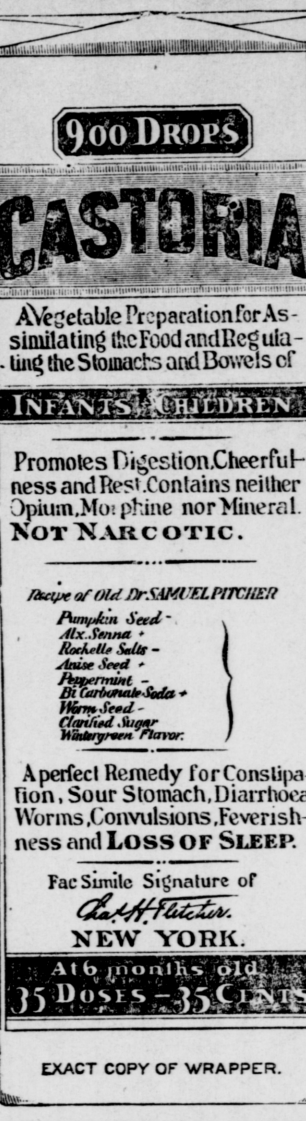 900 DROPS
CASTORIA
AVegetable Preparation for As-
similating the Food and Regula-
ting the Stomachs and Bowels of
INFANTS CHILDREN
Promotes Digestion,Cheerful-
ness and Rest.Contains neither
Opium,Morphine nor Mineral.
NOT NARCOTIC.
Recipe of Old Dr. SAMUEL PITCHER
Pumpkin Seed -
Alx.Senna +
Rochelle Salts -
Anise Seed +
Peppermint -
Bi Carbonate Soda +
Worm Seed -
Clarified Sugar
Wintergreen Flavor.
A perfect Remedy for Constipa-
tion, Sour Stomach, Diarrhoea
Worms,Convulsions,Feverish-
ness and LOSS OF SLEEP.
Fac Simile Signature of
Chas. H. Fletcher.
NEW YORK.
At 6 months old
35 DOSES – 35 CENTS
EXACT COPY OF WRAPPER.